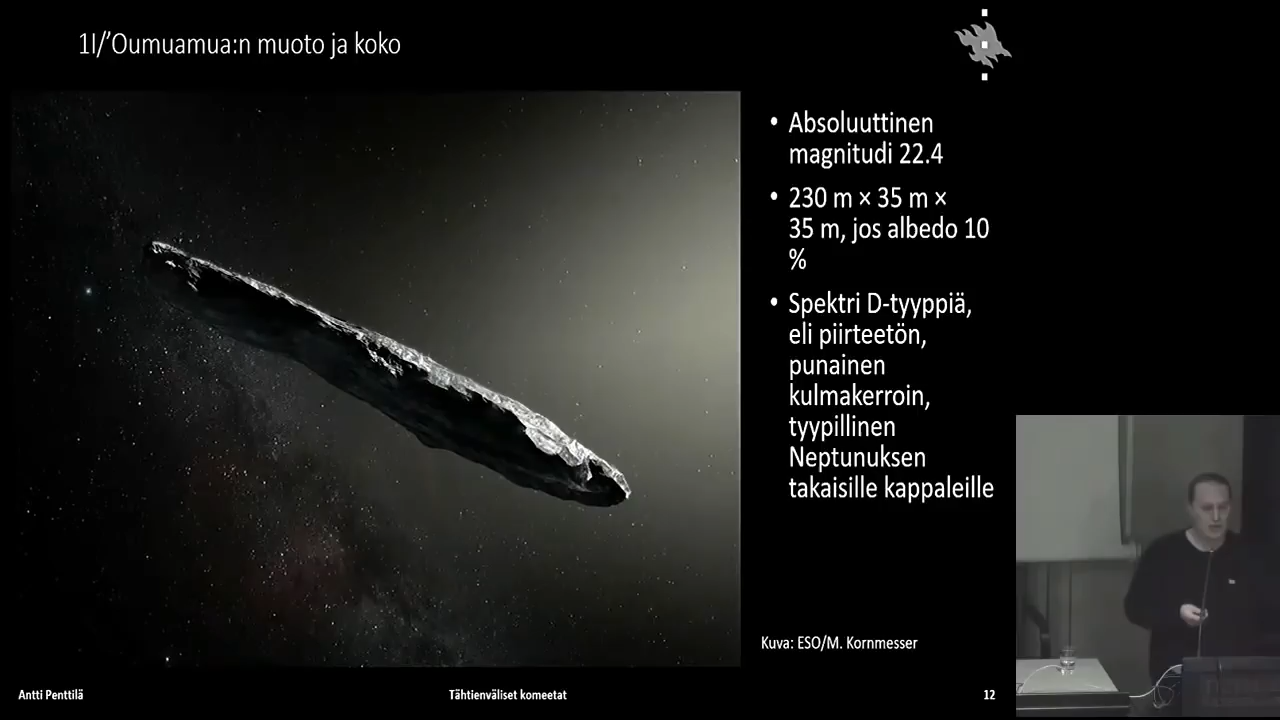 1I/’Oumuamua:n muoto ja koko
• Absoluuttinen
magnitudi 22.4
• 230 m × 35 m ×
35 m, jos albedo 10
%
• Spektri D-tyyppiä,
eli piirteetön,
punainen
kulmakerroin,
tyypillinen
Neptunuksen
takaisille kappaleille
Kuva: ESO/M. Kornmesser
Antti Penttilä
Tähtienväliset komeetat
12